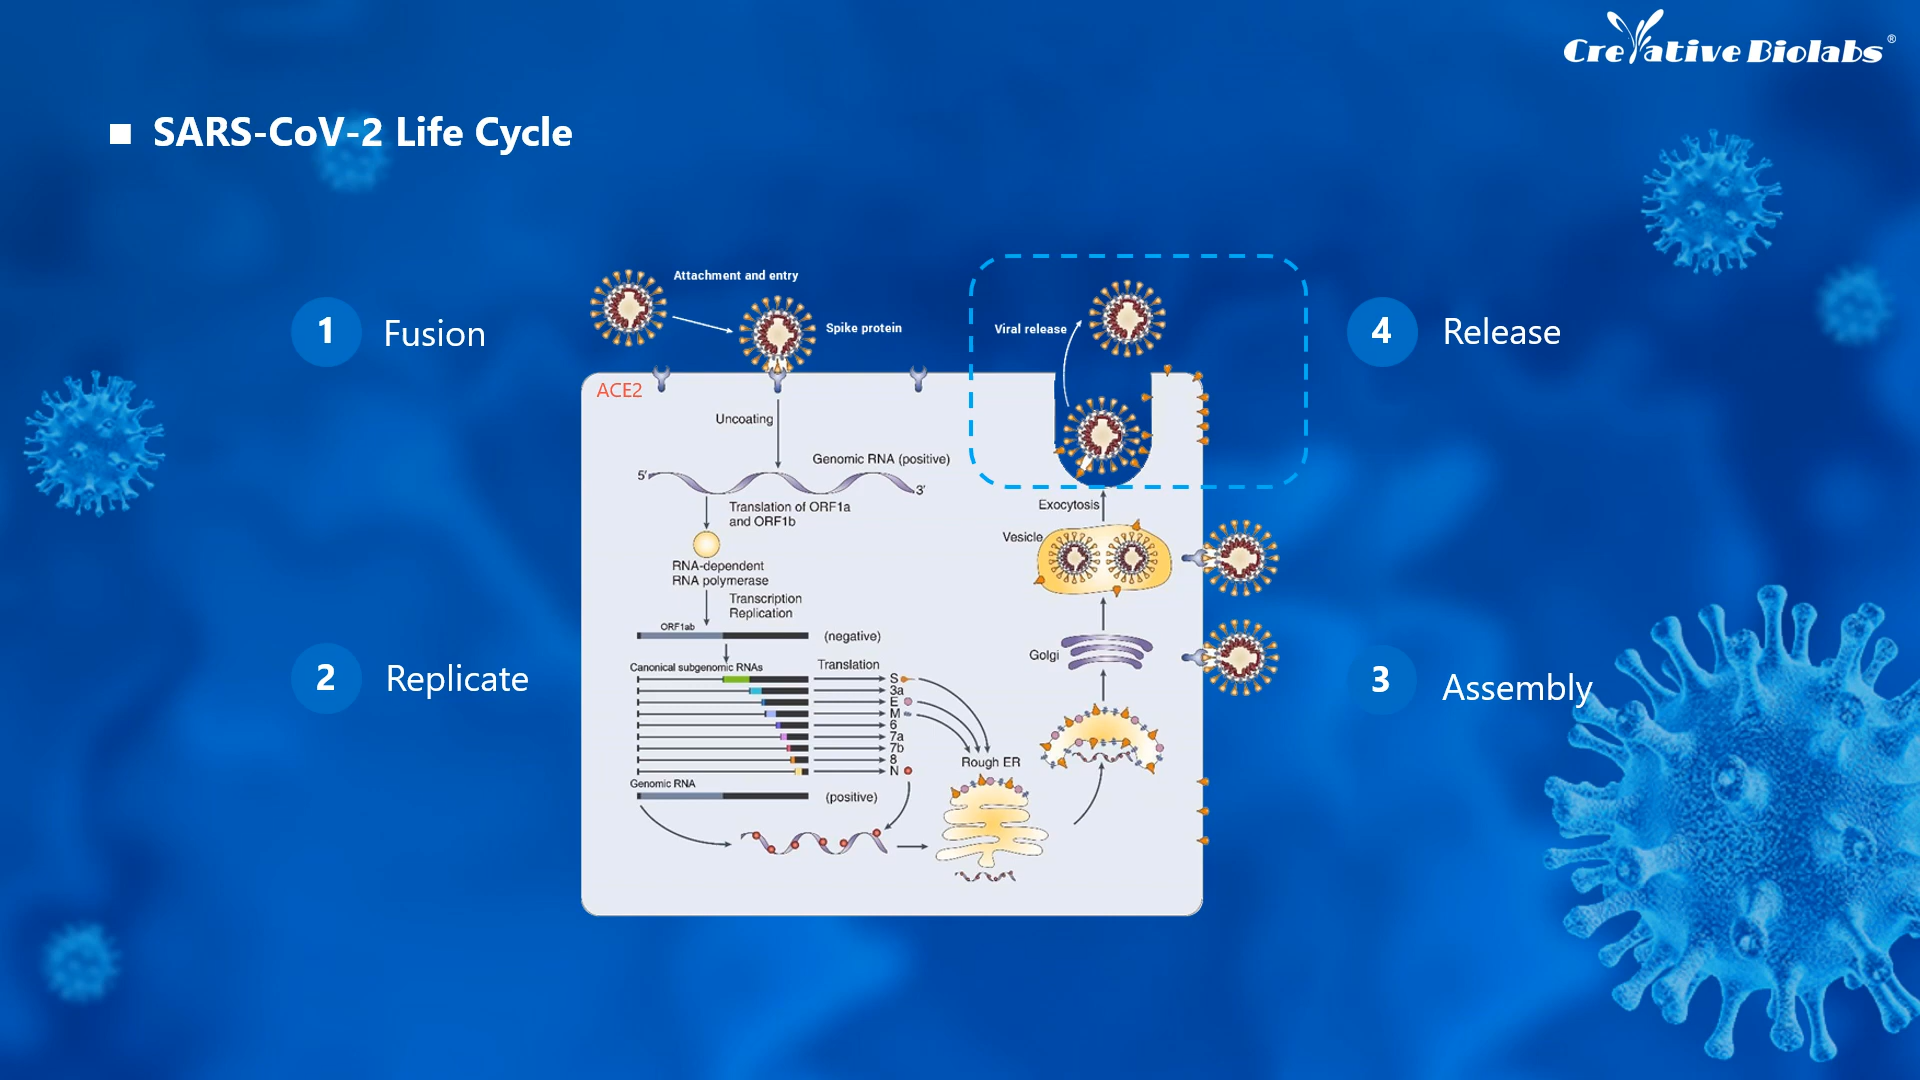 Creative Biolabs®
■ SARS-CoV-2 Life Cycle
1 Fusion
2 Replicate
Attachment and entry
Spike protein
ACE2
Uncoating
Genomic RNA (positive)
5′
3′
Translation of ORF1a
and ORF1b
RNA-dependent
RNA polymerase
Transcription
Replication
ORF1ab
(negative)
Canonical subgenomic RNAs
Translation
S
3a
E
M
6
7a
7b
8
N
Genomic RNA
(positive)
Rough ER
Golgi
Vesicle
Exocytosis
Viral release
4 Release
3 Assembly